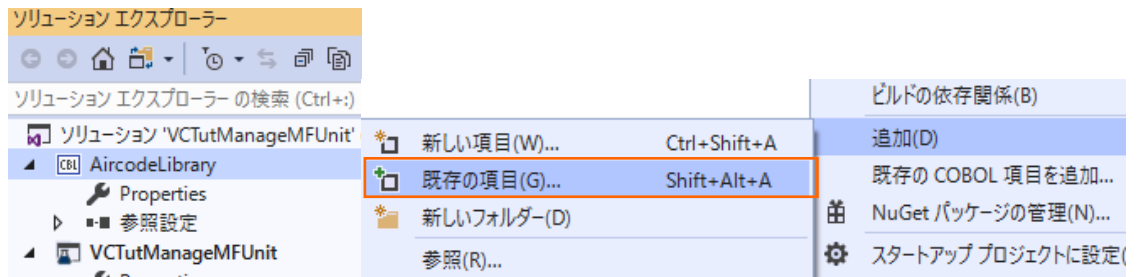 ソリューション エクスプローラー
ソリューション エクスプローラー の検索 (Ctrl+:)
ソリューション 'VCTutManageMFUnit'
CBL AircodeLibrary
Properties
参照設定
VCTutManageMFUnit
新しい項目(W)... Ctrl+Shift+A
既存の項目(G)... Shift+Alt+A
新しいフォルダー(D)
参照(R)...
ビルドの依存関係(B)
追加(D)
既存の COBOL 項目を追加...
NuGet パッケージの管理(N)...
スタートアップ プロジェクトに設定(